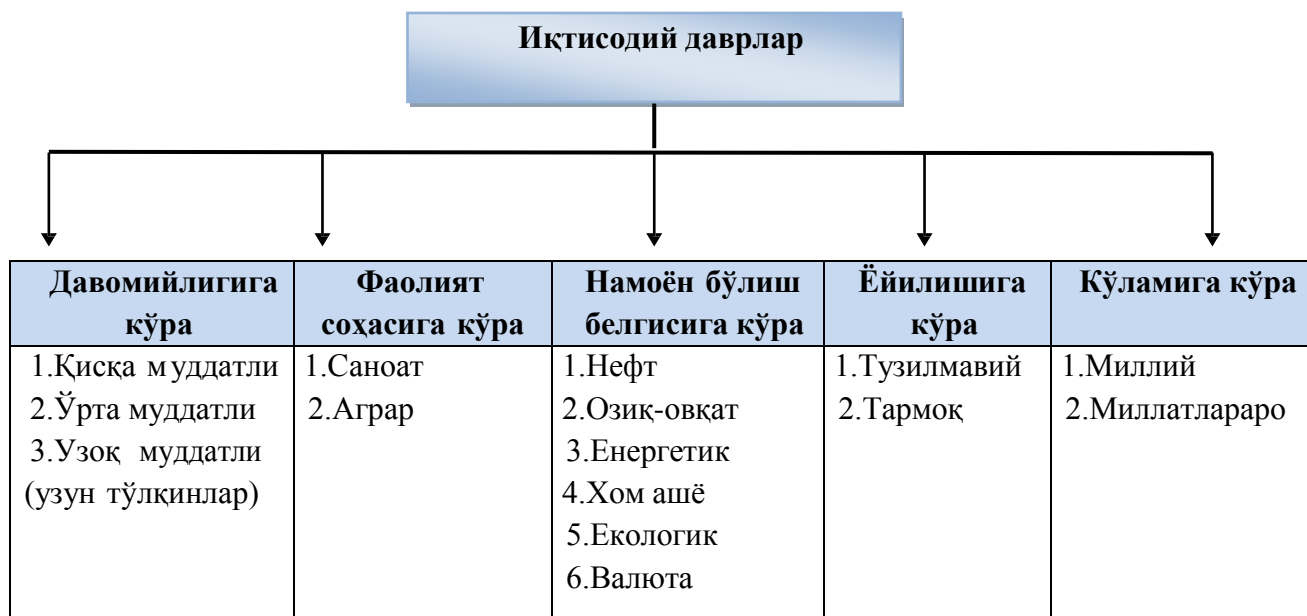 Иқтисодий даврлар
Давомийлигига
кўра
Фаолият
соҳасига кўра
Намоён бўлиш
белгисига кўра
Ёйилишига
кўра
Кўламига кўра
1.Қисқа муддатли
2.Ўрта муддатли
3.Узоқ муддатли
(узун тўлқинлар)
1.Саноат
2.Аграр
1.Нефт
2.Озиқ-овқат
3.Енергетик
4.Хом ашё
5.Екологик
6.Валюта
1.Тузилмавий
2.Тармоқ
1.Миллий
2.Миллатлараро